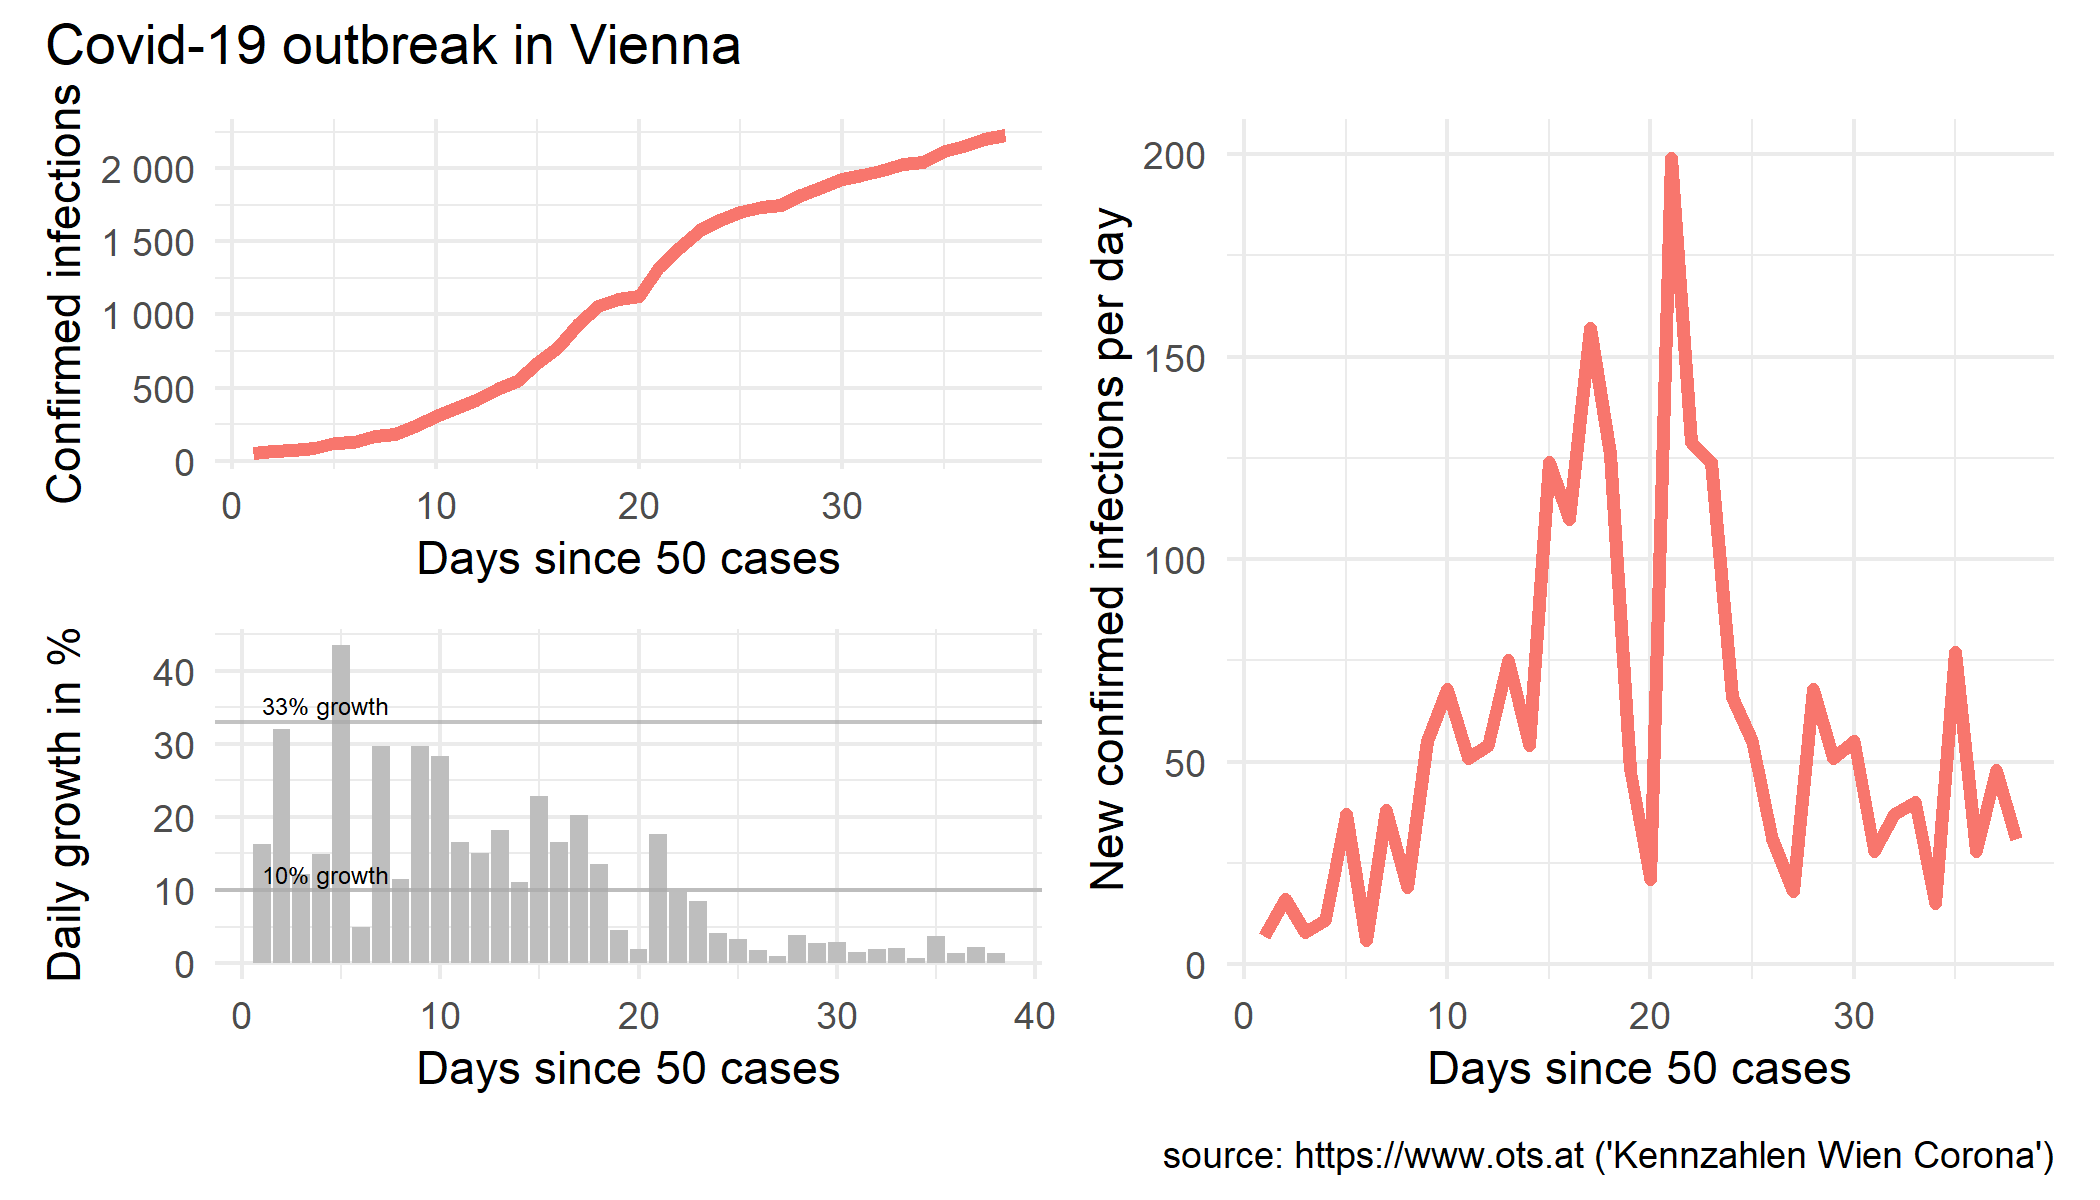 Covid-19 outbreak in Vienna
Confirmed infections
2 000
1 500
1 000
500
0
0 10 20 30
Days since 50 cases
Daily growth in %
40
30
20
10
0
33% growth
10% growth
0 10 20 30 40
Days since 50 cases
New confirmed infections per day
200
150
100
50
0
0 10 20 30
Days since 50 cases
source: https://www.ots.at ('Kennzahlen Wien Corona')